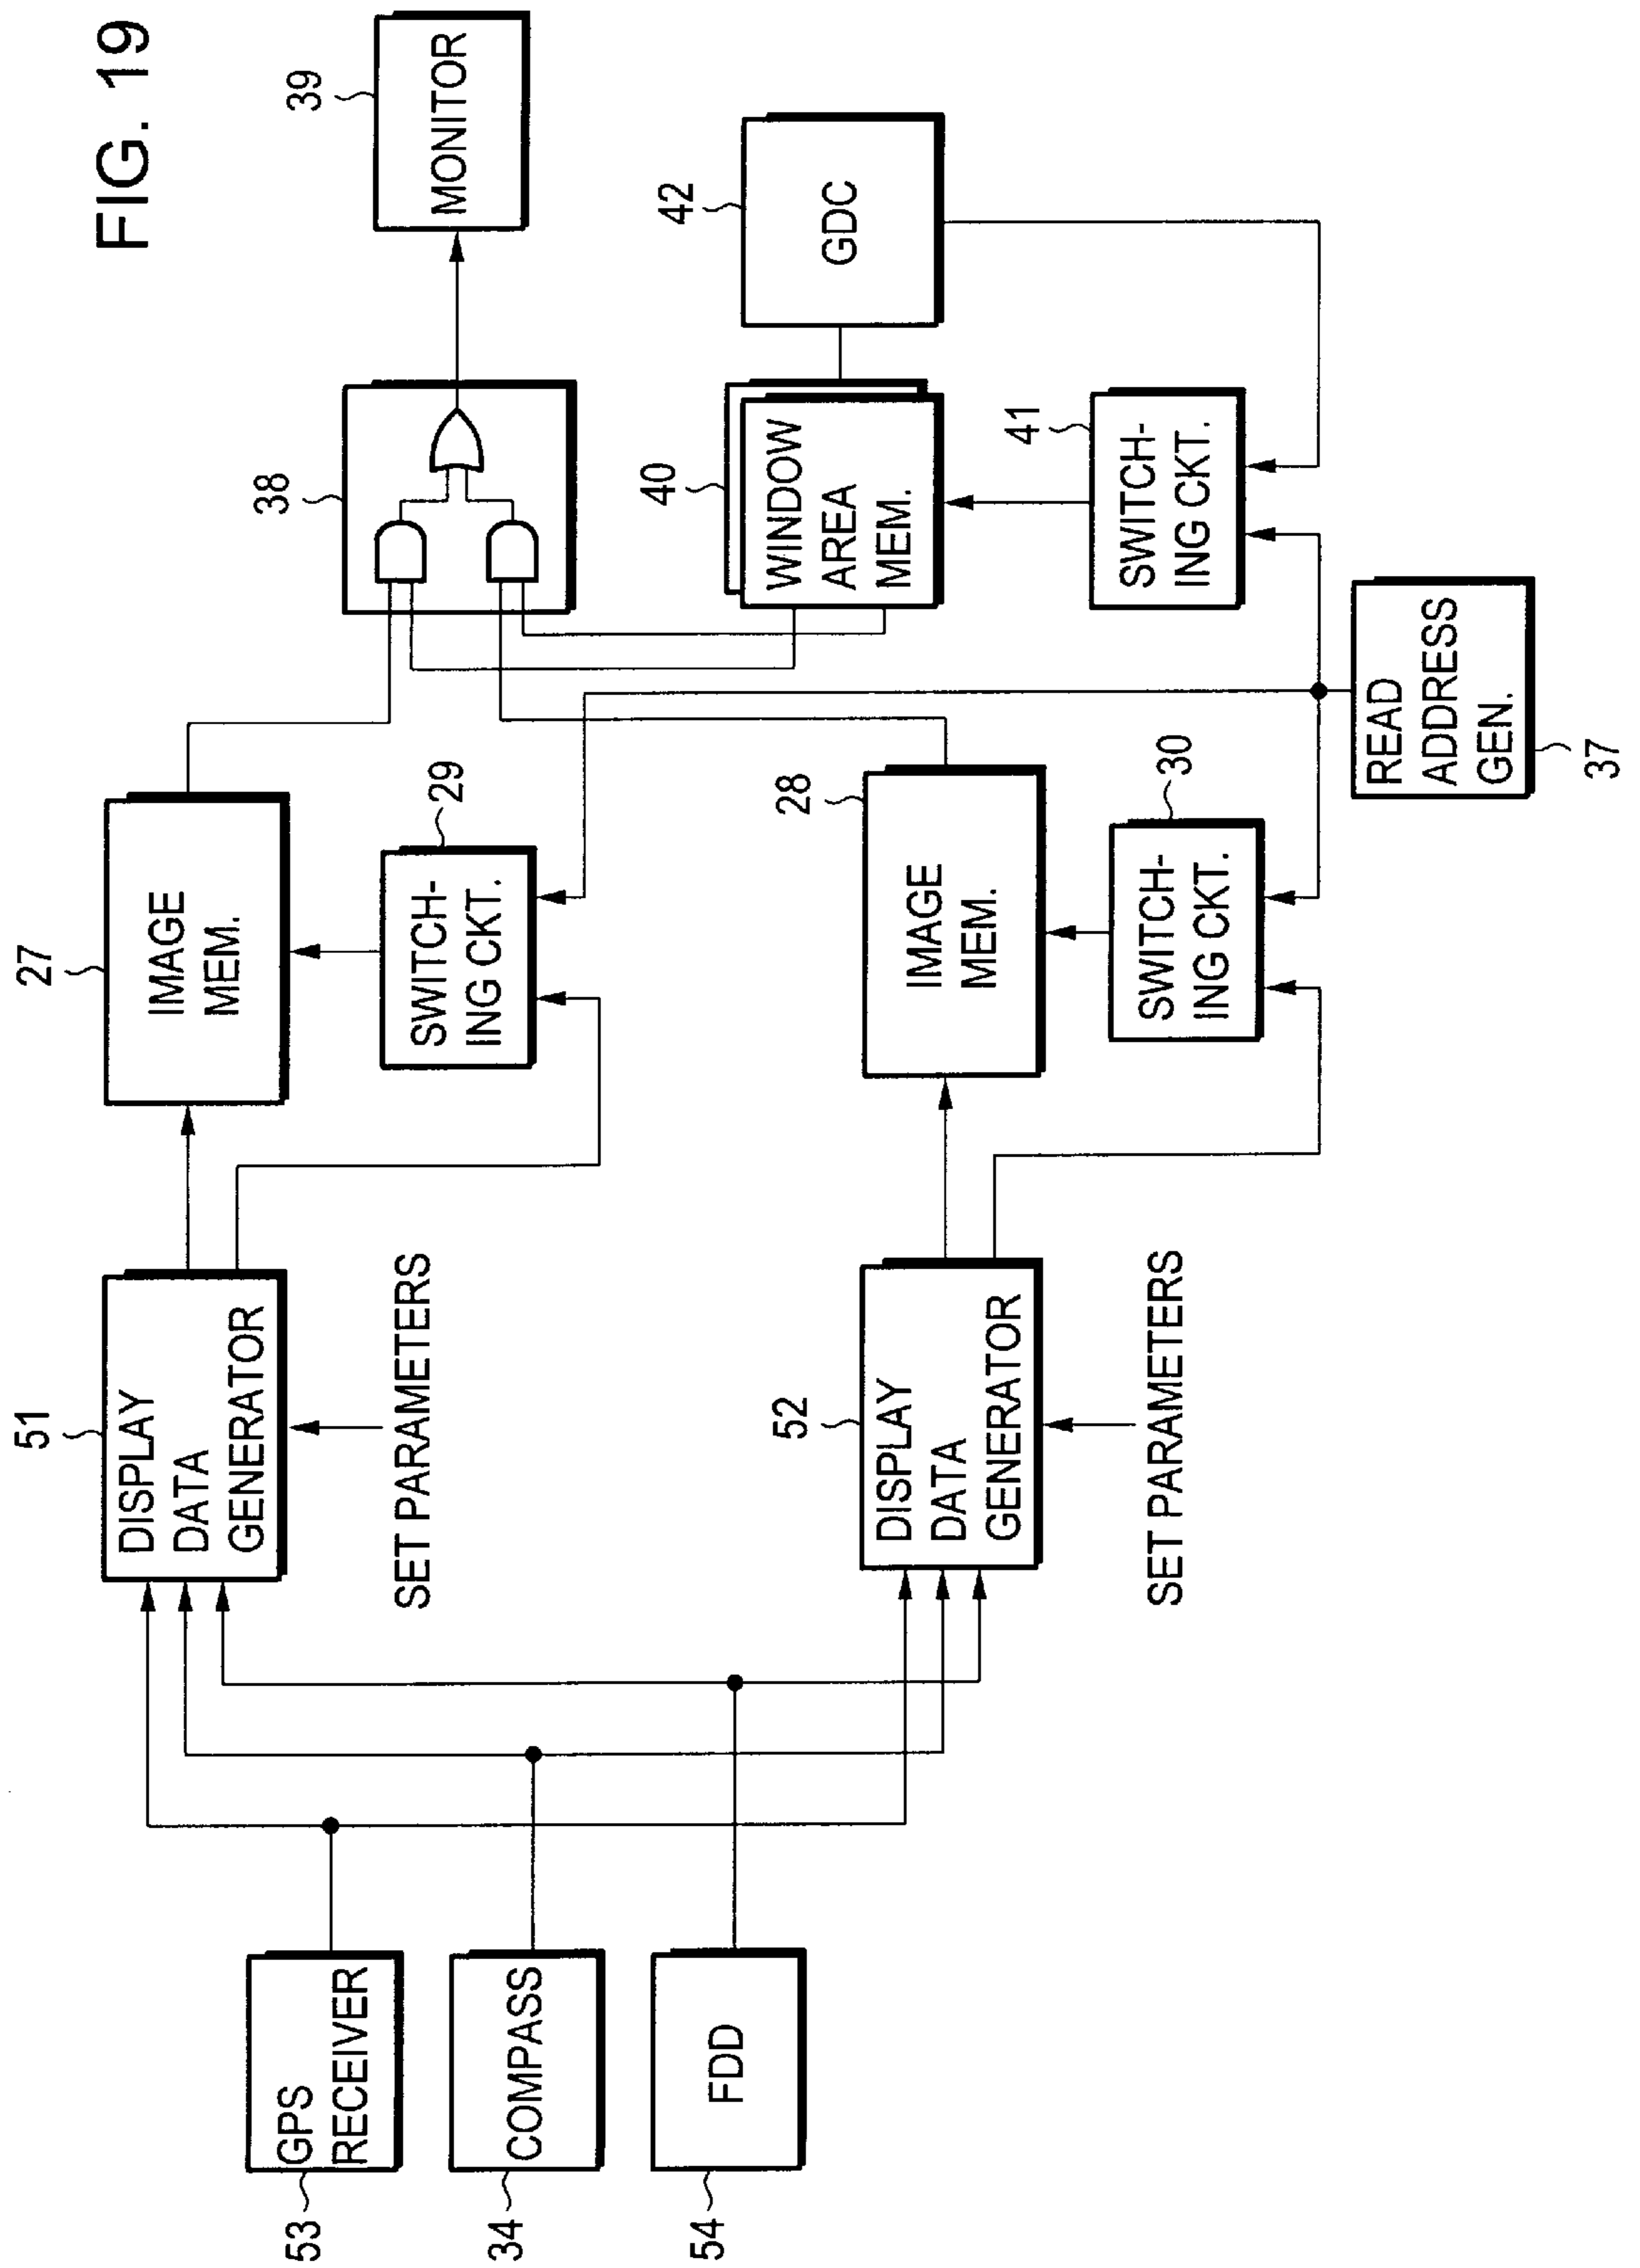 FIG. 19
53
GPS
RECEIVER
34
COMPASS
54
FDD
51
DISPLAY
DATA
GENERATOR
SET PARAMETERS
52
DISPLAY
DATA
GENERATOR
SET PARAMETERS
27
IMAGE
MEM.
29
SWITCH-
ING CKT.
28
IMAGE
MEM.
30
SWITCH-
ING CKT.
READ
ADDRESS
GEN.
37
38
39
MONITOR
40
WINDOW
AREA
MEM.
41
SWITCH-
ING CKT.
42
GDC